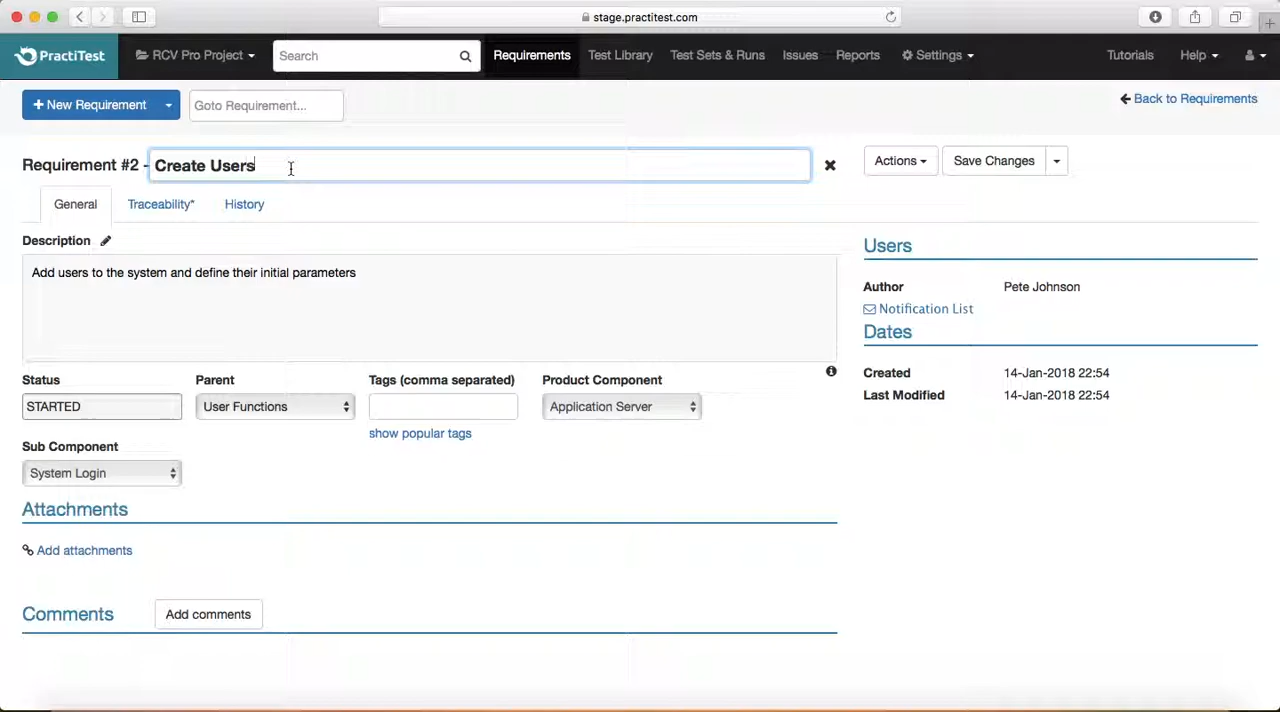 stage.practitest.com
PractiTest RCV Pro Project Search Requirements Test Library Test Sets & Runs Issues Reports Settings Tutorials Help
+ New Requirement Goto Requirement... Back to Requirements
Requirement #2 - Create Users Actions Save Changes
General Traceability* History
Description
Add users to the system and define their initial parameters
Users
Author Pete Johnson
Notification List
Dates
Created 14-Jan-2018 22:54
Last Modified 14-Jan-2018 22:54
Status Parent Tags (comma separated) Product Component
STARTED User Functions Application Server
show popular tags
Sub Component
System Login
Attachments
Add attachments
Comments Add comments